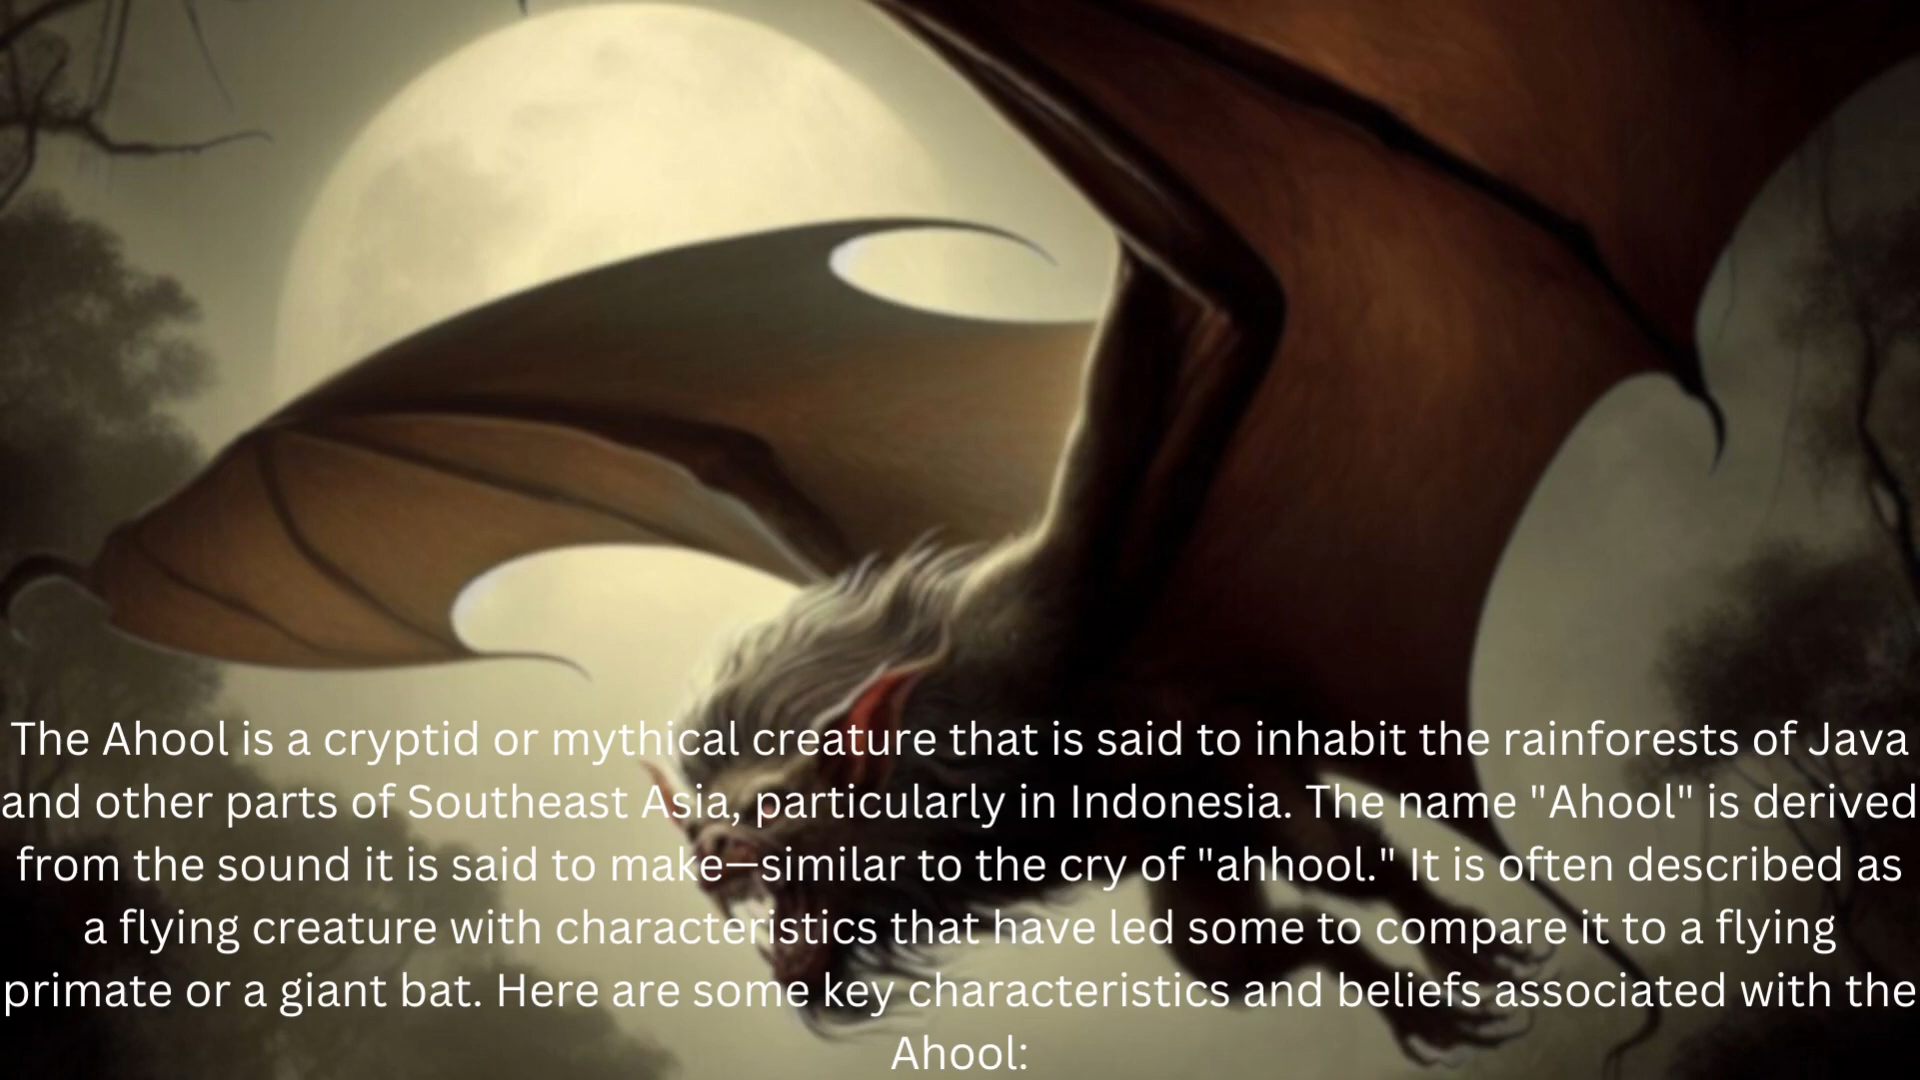 The Ahool is a cryptid or mythical creature that is said to inhabit the rainforests of Java
and other parts of Southeast Asia, particularly in Indonesia. The name "Ahool" is derived
from the sound it is said to make—similar to the cry of "ahhool." It is often described as
a flying creature with characteristics that have led some to compare it to a flying
primate or a giant bat. Here are some key characteristics and beliefs associated with the
Ahool: